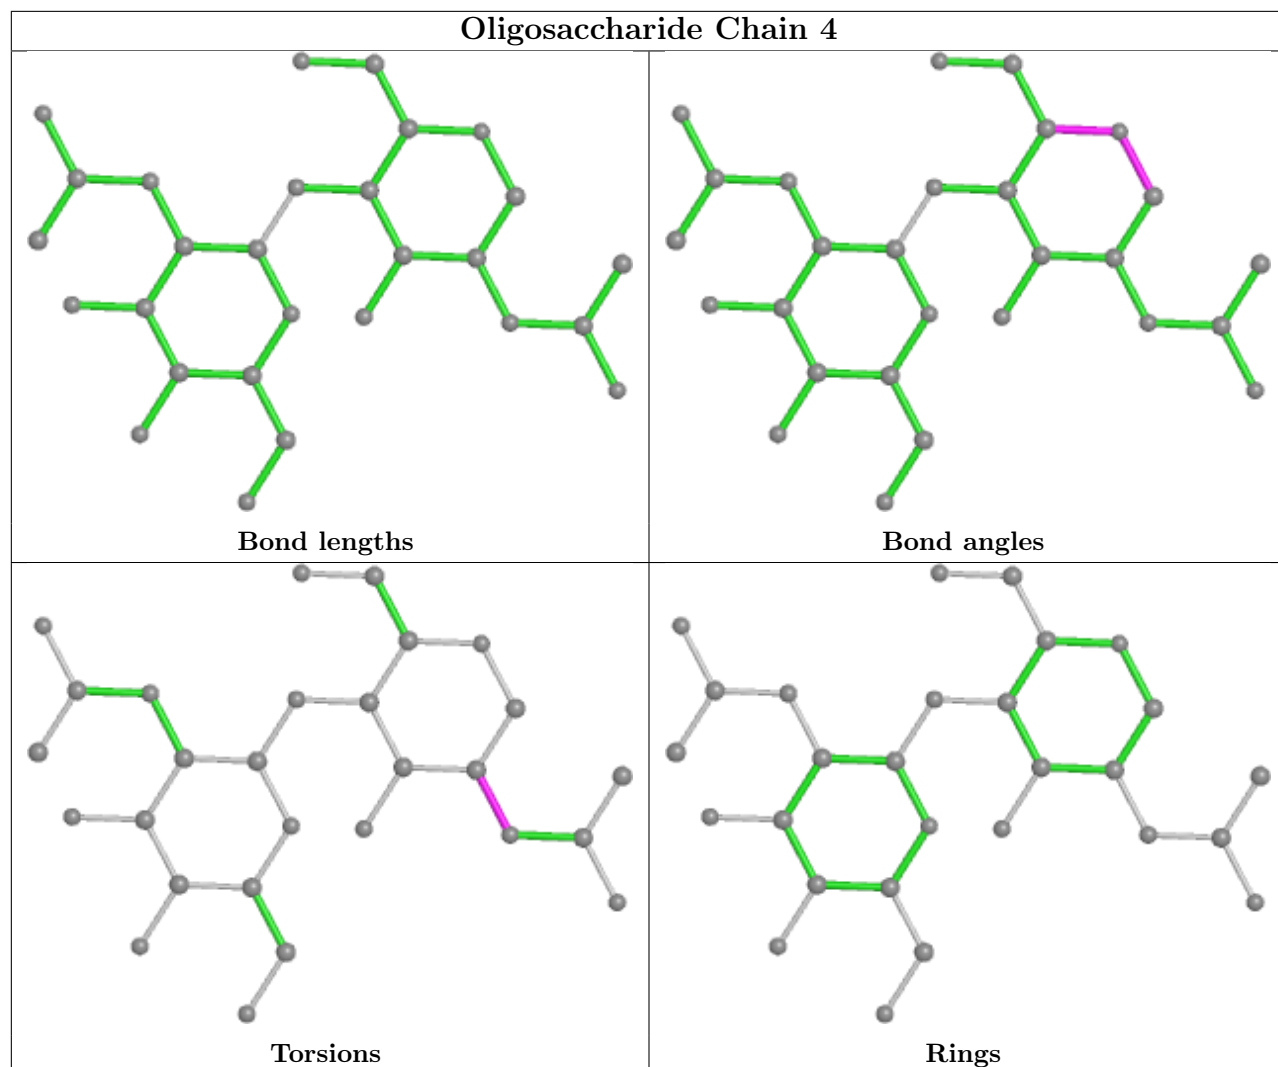 Oligosaccharide Chain 4
Bond lengths
Bond angles
Torsions
Rings